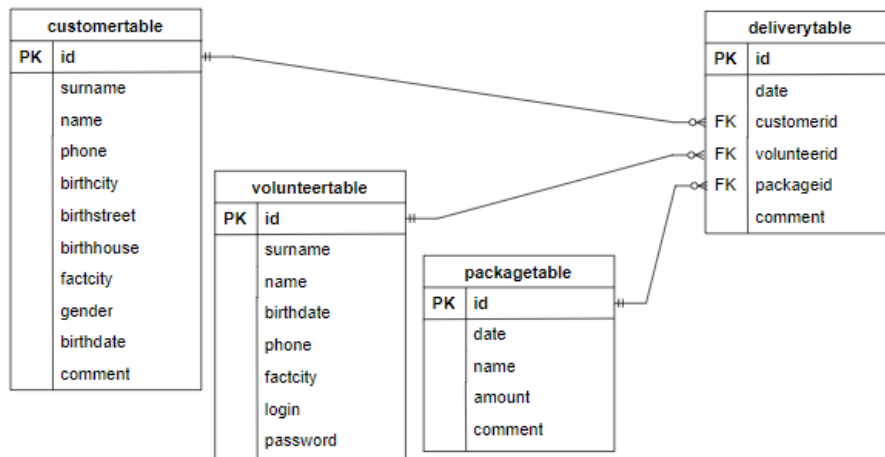 customertable
PK id
surname
name
phone
birthcity
birthstreet
birthhouse
factcity
gender
birthdate
comment
volunteertable
PK id
surname
name
birthdate
phone
factcity
login
password
packagetable
PK id
date
name
amount
comment
deliverytable
PK id
date
FK customerid
FK volunteerid
FK packageid
comment